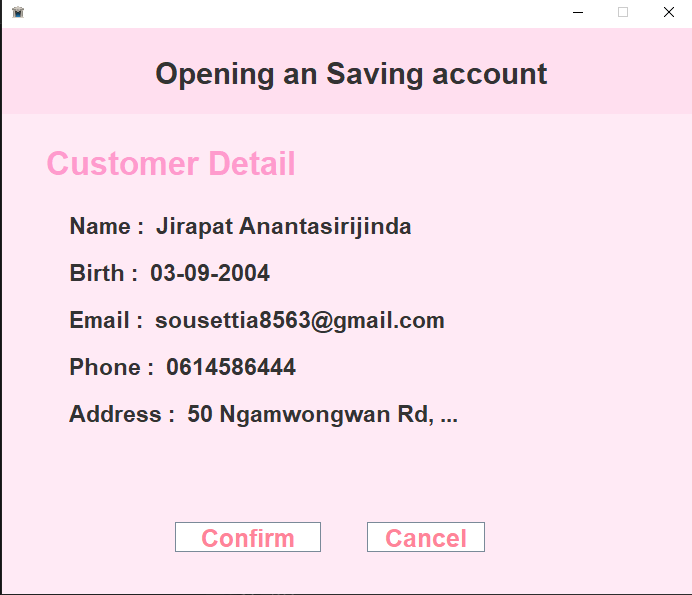 Opening an Saving account
Customer Detail
Name : Jirapat Anantasirijinda
Birth : 03-09-2004
Email : sousettia8563@gmail.com
Phone : 0614586444
Address : 50 Ngamwongwan Rd, ...
Confirm Cancel